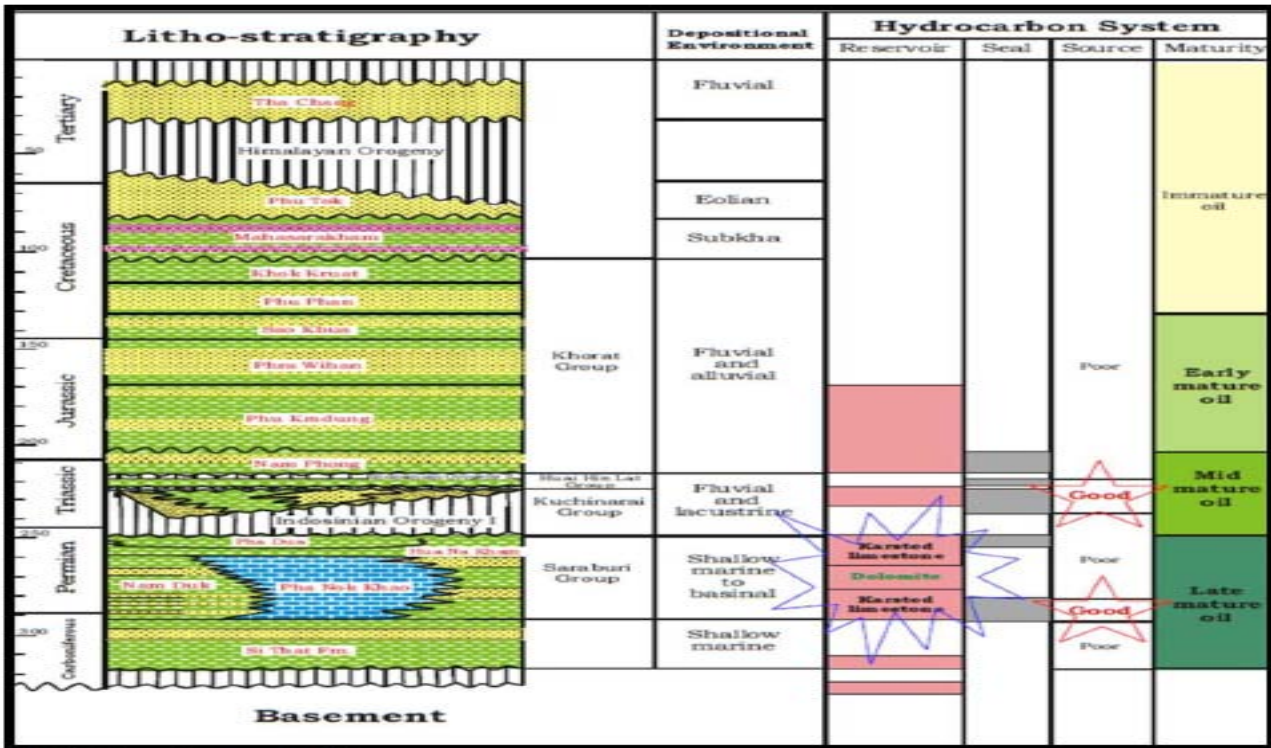 Litho-stratigraphy
Depositional
Environment
Hydrocarbon System
Reservoir
Seal
Source
Maturity
Tertiary
50
Cretaceous
100
150
Jurassic
200
Triassic
250
Permian
300
Carboniferous
Tha Chang
Himalayan Orogeny
Phu Tok
Mahasarakham
Khok Kruat
Phu Phan
Sao Khua
Phra Wihan
Phu Kradung
Nam Phong
Indosinian Orogeny I
Pha Dua
Hua Na Kham
Nam Duk
Pha Nok Khao
Si That Fm.
Basement
Khorat
Group
Huai Hin Lat
Group
Kuchinarai
Group
Saraburi
Group
Fluvial
Eolian
Subkha
Fluvial
and
alluvial
Fluvial
and
lacustrine
Shallow
marine
to
basinal
Shallow
marine
Karsted
limestone
Dolomite
Karsted
limestone
Poor
Good
Poor
Good
Poor
Immature
oil
Early
mature
oil
Mid
mature
oil
Late
mature
oil